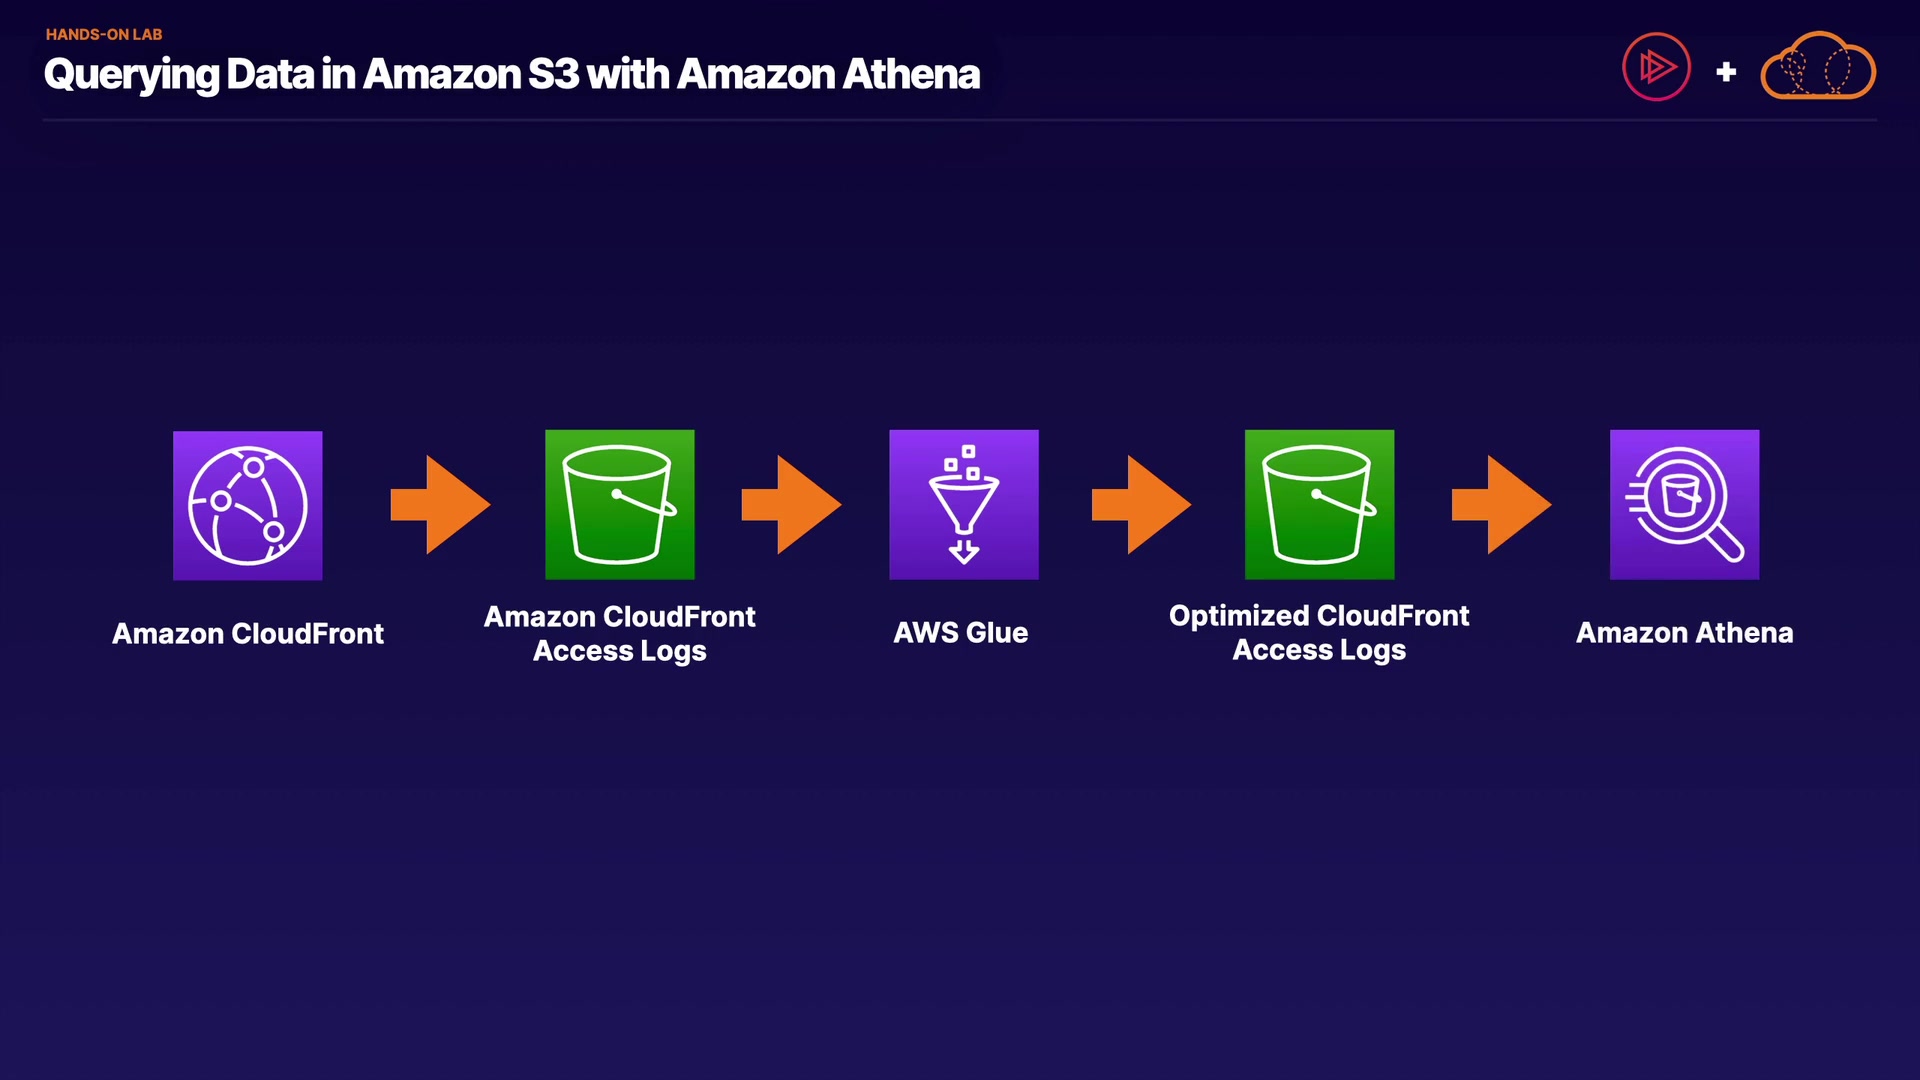 HANDS-ON LAB
Querying Data in Amazon S3 with Amazon Athena
+
Amazon CloudFront
Amazon CloudFront
Access Logs
AWS Glue
Optimized CloudFront
Access Logs
Amazon Athena